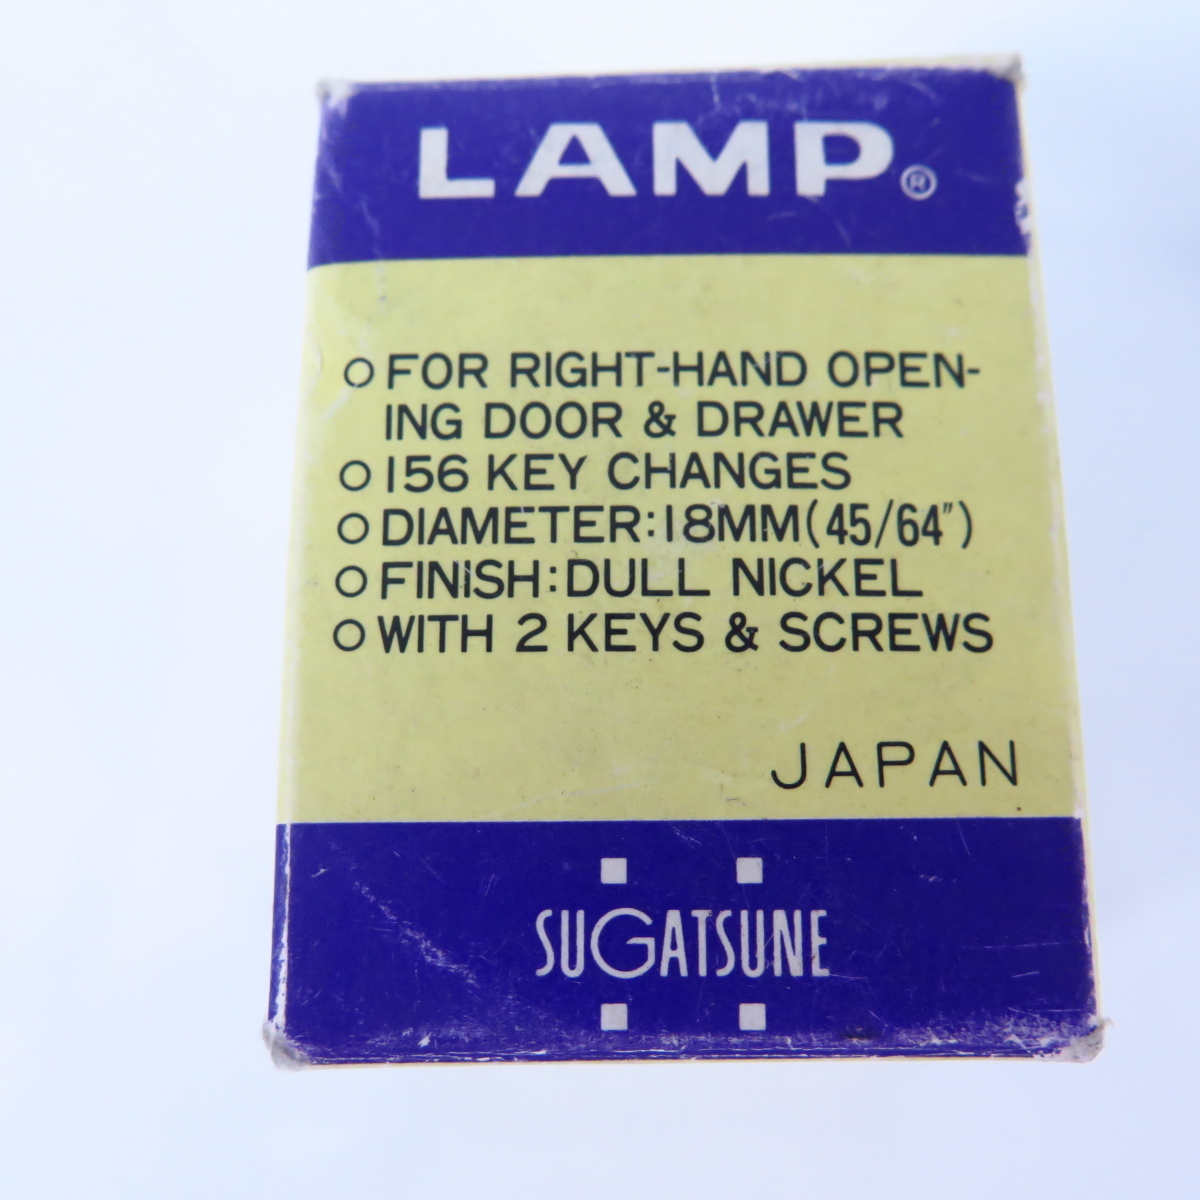 LAMP®
○ FOR RIGHT-HAND OPEN-
ING DOOR & DRAWER
○ 156 KEY CHANGES
○ DIAMETER:18MM(45/64")
○ FINISH:DULL NICKEL
○ WITH 2 KEYS & SCREWS
JAPAN
SUGATSUNE